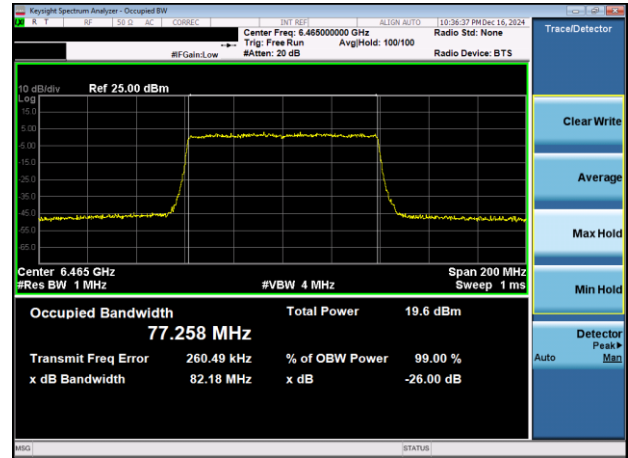 Keysight Spectrum Analyzer - Occupied BW
R T RF 50 Ω AC CORREC INT REF ALIGN AUTO 10:36:37 PM Dec 16, 2024
Center Freq: 6.465000000 GHz Radio Std: None
Trig: Free Run Avg|Hold: 100/100
#IFGain:Low #Atten: 20 dB Radio Device: BTS
Trace/Detector
10 dB/div Ref 25.00 dBm
Log
15.0
5.00
-5.00
-15.0
-25.0
-35.0
-45.0
-55.0
-65.0
Clear Write
Average
Max Hold
Min Hold
Detector
Peak▶
Auto Man
Center 6.465 GHz Span 200 MHz
#Res BW 1 MHz #VBW 4 MHz Sweep 1 ms
Occupied Bandwidth Total Power 19.6 dBm
77.258 MHz
Transmit Freq Error 260.49 kHz % of OBW Power 99.00 %
x dB Bandwidth 82.18 MHz x dB -26.00 dB
MSG STATUS